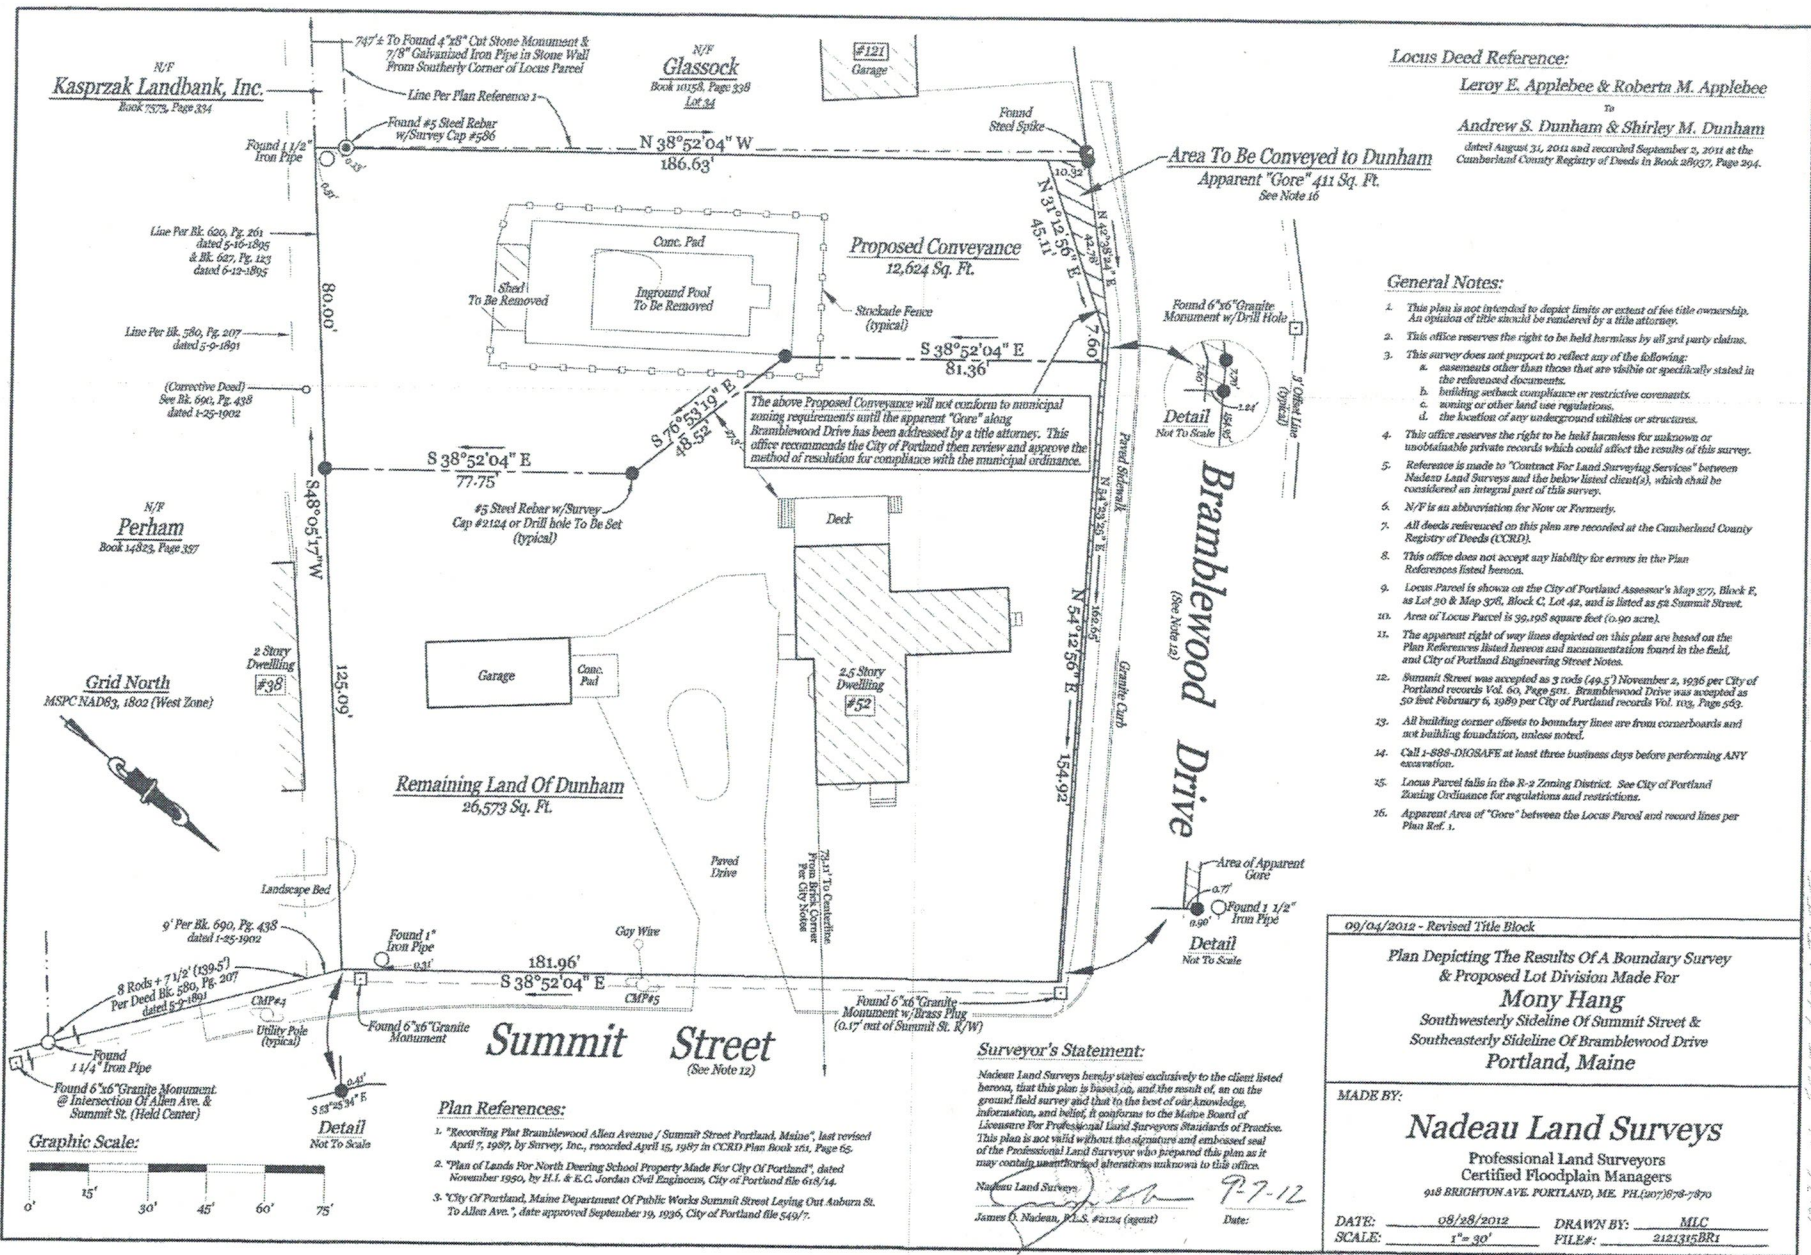 747'± To Found 4"x8" Cut Stone Monument &
7/8" Galvanized Iron Pipe in Stone Wall
From Southerly Corner of Locus Parcel
N/F
Kasprzak Landbank, Inc.
Book 7573, Page 334
N/F
Glassock
Book 10158, Page 338
Lot 34
#121
Garage
Line Per Plan Reference 1
Found #5 Steel Rebar
w/Survey Cap #586
Found 1 1/2"
Iron Pipe
0.13'
0.51'
N 38°52'04" W
186.63'
Found
Steel Spike
Area To Be Conveyed to Dunham
Apparent "Gore" 411 Sq. Ft.
See Note 16
10.92'
N 31°12'56" E
45.11'
N 42°38'24" E
42.78'
7.60'
Line Per Bk. 620, Pg. 261
dated 5-16-1895
& Bk. 627, Pg. 123
dated 6-12-1895
80.00'
Line Per Bk. 580, Pg. 207
dated 5-9-1891
(Corrective Deed)
See Bk. 690, Pg. 438
dated 1-25-1902
Conc. Pad
Shed
To Be Removed
Inground Pool
To Be Removed
Proposed Conveyance
12,624 Sq. Ft.
Stockade Fence
(typical)
S 38°52'04" E
81.36'
S 76°53'19" E
48.52'
S 38°52'04" E
77.75'
The above Proposed Conveyance will not conform to municipal
zoning requirements until the apparent "Gore" along
Bramblewood Drive has been addressed by a title attorney. This
office recommends the City of Portland then review and approve the
method of resolution for compliance with the municipal ordinance.
#5 Steel Rebar w/Survey
Cap #2124 or Drill hole To Be Set
(typical)
Found 6"x6" Granite
Monument w/Drill Hole
Detail
Not To Scale
7.60'
1.24'
154.92'
9' Offset Line
(typical)
N/F
Perham
Book 14823, Page 357
S48°05'17"W
125.09'
2 Story
Dwelling
#38
Grid North
MSPC NAD83, 1802 (West Zone)
Deck
2.5 Story
Dwelling
#52
Garage
Conc.
Pad
Remaining Land Of Dunham
26,573 Sq. Ft.
Paved
Drive
73.11' To Centerline
From Brick Corner
Per City Notes
Paved Sidewalk
N 54°23'25" E
162.65'
N 54°12'56" E
154.92'
Granite Curb
Bramblewood Drive
(See Note 12)
Landscape Bed
9' Per Bk. 690, Pg. 438
dated 1-25-1902
8 Rods + 7 1/2' (139.5')
Per Deed Bk. 580, Pg. 207
dated 5-9-1891
Found 1"
Iron Pipe
0.31'
Guy Wire
181.96'
S 38°52'04" E
CMP#4
CMP#5
Utility Pole
(typical)
Found 6"x6" Granite
Monument
Found 6"x6" Granite
Monument w/Brass Plug
(0.17' out of Summit St. R/W)
Summit Street
(See Note 12)
Found
1 1/4" Iron Pipe
Found 6"x6" Granite Monument
@ Intersection Of Allen Ave. &
Summit St. (Held Center)
0.41'
S 53°25'34" E
Detail
Not To Scale
Area of Apparent
Gore
0.77'
0.90'
Found 1 1/2"
Iron Pipe
Detail
Not To Scale
Graphic Scale:
0' 15' 30' 45' 60' 75'
Plan References:
1. "Recording Plat Bramblewood Allen Avenue / Summit Street Portland, Maine", last revised
April 7, 1987, by Survey, Inc., recorded April 15, 1987 in CCRD Plan Book 161, Page 65.
2. "Plan of Lands For North Deering School Property Made For City Of Portland", dated
November 1950, by H.I. & E.C. Jordan Civil Engineers, City of Portland file 618/14.
3. "City Of Portland, Maine Department Of Public Works Summit Street Laying Out Auburn St.
To Allen Ave.", date approved September 19, 1936, City of Portland file 549/7.
Surveyor's Statement:
Nadeau Land Surveys hereby states exclusively to the client listed
hereon, that this plan is based on, and the result of, an on the
ground field survey and that to the best of our knowledge,
information, and belief, it conforms to the Maine Board of
Licensure For Professional Land Surveyors Standards of Practice.
This plan is not valid without the signature and embossed seal
of the Professional Land Surveyor who prepared this plan as it
may contain unauthorized alterations unknown to this office.
Nadeau Land Surveys
9-7-12
James D. Nadeau, P.L.S. #2124 (agent) Date:
Locus Deed Reference:
Leroy E. Applebee & Roberta M. Applebee
To
Andrew S. Dunham & Shirley M. Dunham
dated August 31, 2011 and recorded September 2, 2011 at the
Cumberland County Registry of Deeds in Book 28937, Page 294.
General Notes:
1. This plan is not intended to depict limits or extent of fee title ownership.
An opinion of title should be rendered by a title attorney.
2. This office reserves the right to be held harmless by all 3rd party claims.
3. This survey does not purport to reflect any of the following:
a. easements other than those that are visible or specifically stated in
the referenced documents.
b. building setback compliance or restrictive covenants.
c. zoning or other land use regulations.
d. the location of any underground utilities or structures.
4. This office reserves the right to be held harmless for unknown or
unobtainable private records which could affect the results of this survey.
5. Reference is made to "Contract For Land Surveying Services" between
Nadeau Land Surveys and the below listed client(s), which shall be
considered an integral part of this survey.
6. N/F is an abbreviation for Now or Formerly.
7. All deeds referenced on this plan are recorded at the Cumberland County
Registry of Deeds (CCRD).
8. This office does not accept any liability for errors in the Plan
References listed hereon.
9. Locus Parcel is shown on the City of Portland Assessor's Map 377, Block F,
as Lot 30 & Map 378, Block C, Lot 42, and is listed as 52 Summit Street.
10. Area of Locus Parcel is 39,198 square feet (0.90 acre).
11. The apparent right of way lines depicted on this plan are based on the
Plan References listed hereon and monumentation found in the field,
and City of Portland Engineering Street Notes.
12. Summit Street was accepted as 3 rods (49.5') November 2, 1936 per City of
Portland records Vol. 60, Page 501. Bramblewood Drive was accepted as
50 feet February 6, 1989 per City of Portland records Vol. 103, Page 563.
13. All building corner offsets to boundary lines are from cornerboards and
not building foundation, unless noted.
14. Call 1-888-DIGSAFE at least three business days before performing ANY
excavation.
15. Locus Parcel falls in the R-2 Zoning District. See City of Portland
Zoning Ordinance for regulations and restrictions.
16. Apparent Area of "Gore" between the Locus Parcel and record lines per
Plan Ref. 1.
09/04/2012 - Revised Title Block
Plan Depicting The Results Of A Boundary Survey
& Proposed Lot Division Made For
Mony Hang
Southwesterly Sideline Of Summit Street &
Southeasterly Sideline Of Bramblewood Drive
Portland, Maine
MADE BY:
Nadeau Land Surveys
Professional Land Surveyors
Certified Floodplain Managers
918 BRIGHTON AVE. PORTLAND, ME. PH.(207)878-7870
DATE: 08/28/2012 DRAWN BY: MLC
SCALE: 1"= 30' FILE#: 2121315BR1